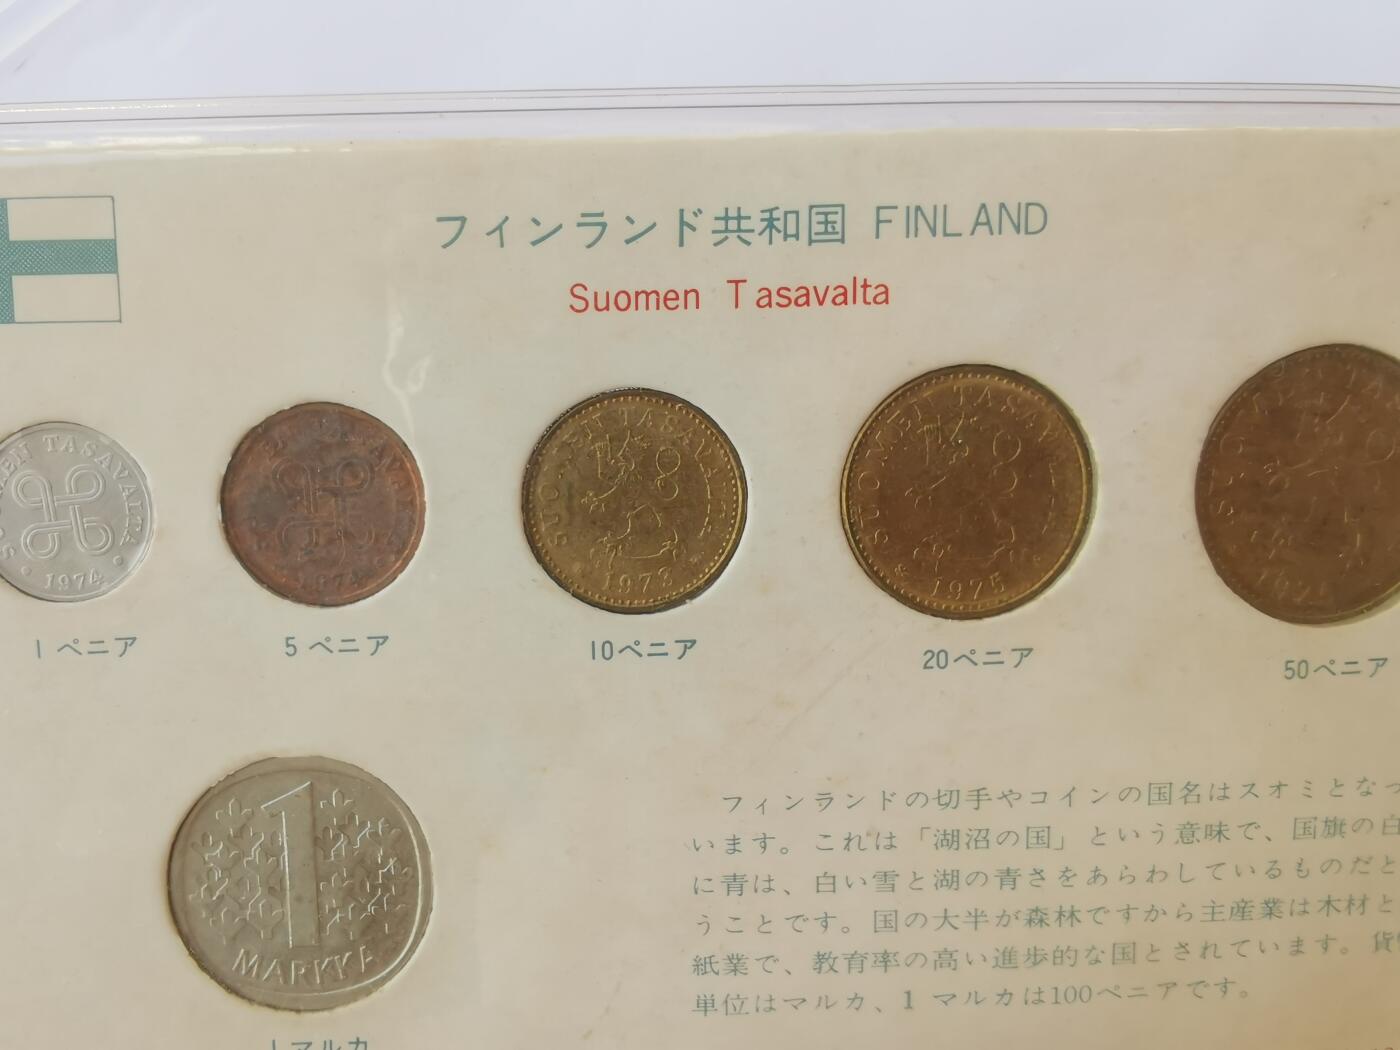 フィンランド共和国 FINLAND
Suomen Tasavalta
SUOMEN TASAVALTA
1974
1974
SUOMEN TASAVALTA
1973
SUOMEN TASAVALTA
1975
1ペニア
5ペニア
10ペニア
20ペニア
50ペニア
1
MARKKA
1マルカ
フィンランドの切手やコインの国名はスオミとなっ
います。これは「湖沼の国」という意味で、国旗の白
に青は、白い雪と湖の青さをあらわしているものだと
うことです。国の大半が森林ですから主産業は木材と
紙業で、教育率の高い進歩的な国とされています。貨
単位はマルカ、1 マルカは100ペニアです。